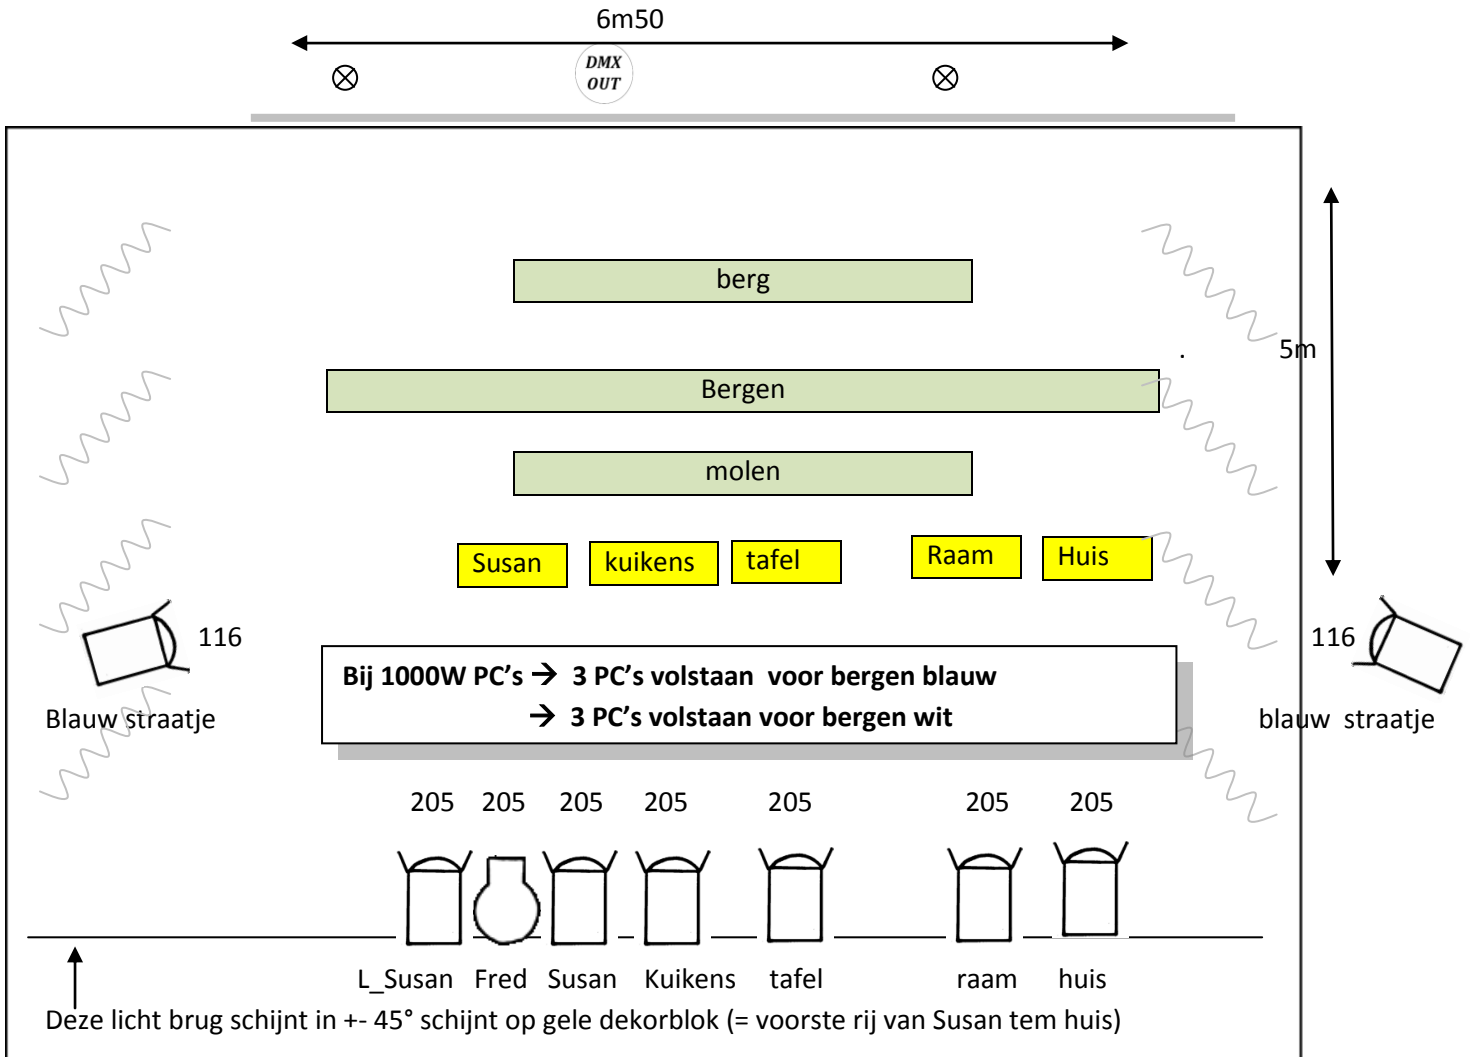 6m50
DMX
OUT
berg
5m
Bergen
molen
Susan kuikens tafel Raam Huis
116 116
Bij 1000W PC’s → 3 PC’s volstaan voor bergen blauw
→ 3 PC’s volstaan voor bergen wit
Blauw straatje blauw straatje
205 205 205 205 205 205 205
L_Susan Fred Susan Kuikens tafel raam huis
Deze licht brug schijnt in +- 45° schijnt op gele dekorblok (= voorste rij van Susan tem huis)